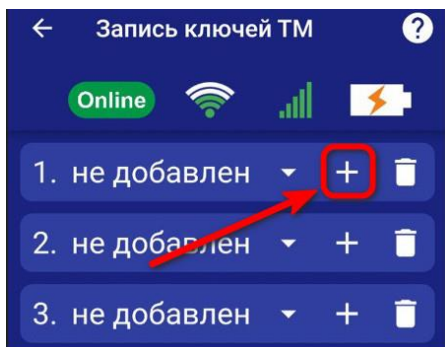 Запись ключей ТМ ?
Online
1. не добавлен +
2. не добавлен +
3. не добавлен +